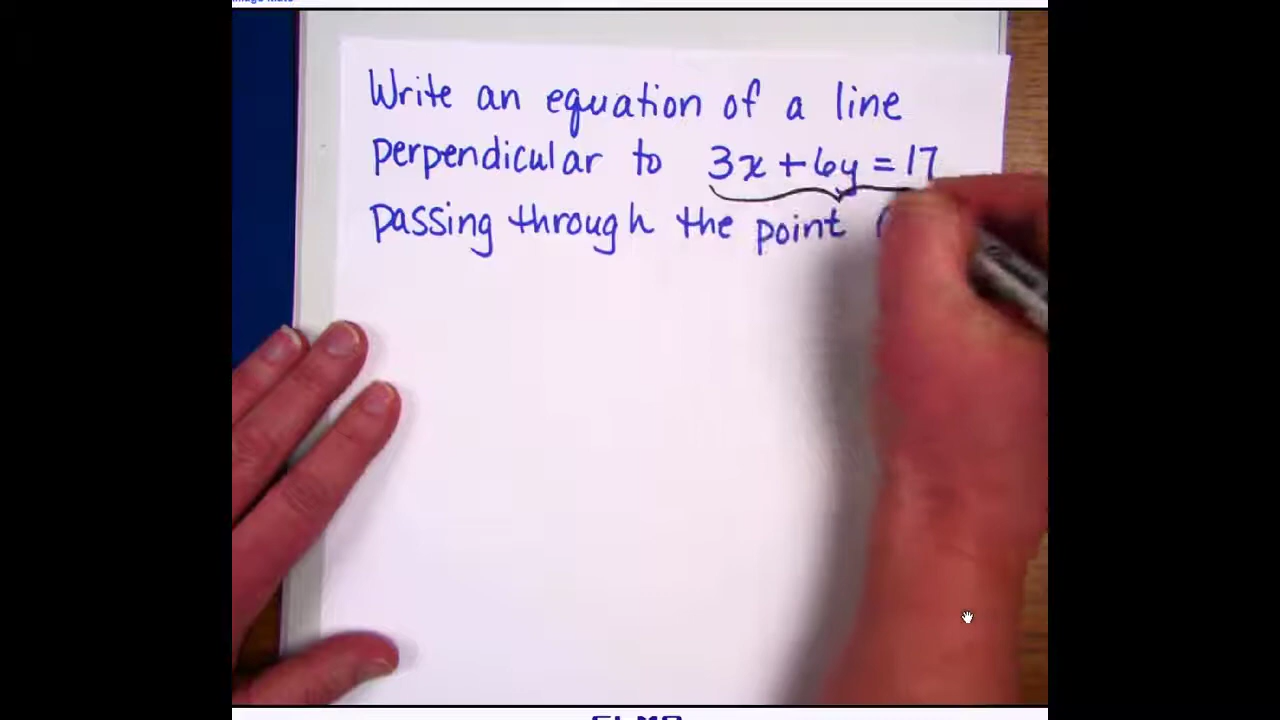 Write an equation of a line
perpendicular to 3x + 6y = 17
passing through the point (